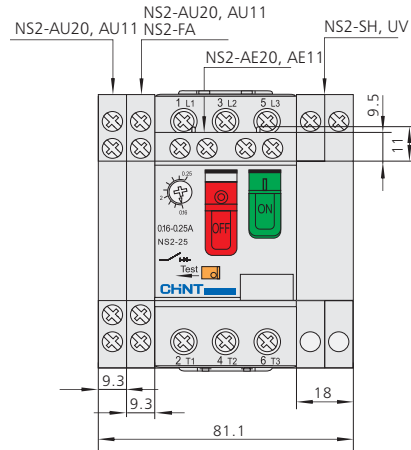 NS2-AU20, AU11
NS2-AU20, AU11
NS2-FA
NS2-SH, UV
NS2-AE20, AE11
1 L1
3 L2
5 L3
9.5
11
0.25
2
0.16
OFF
ON
0.16-0.25A
NS2-25
Test
CHNT
2 T1
4 T2
6 T3
9.3
9.3
18
81.1